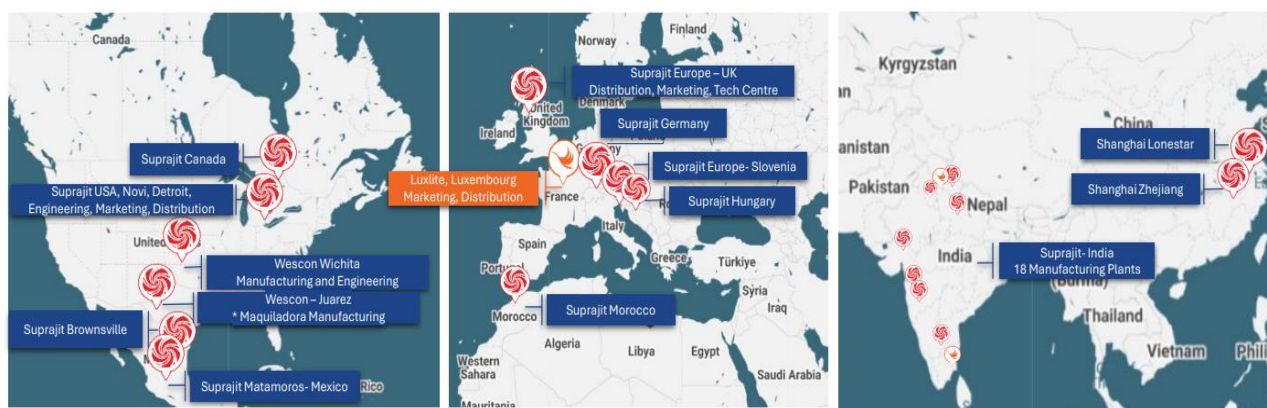 Canada
Suprajit Canada
Suprajit USA, Novi, Detroit,
Engineering, Marketing, Distribution
United States
Wescon Wichita
Manufacturing and Engineering
Wescon – Juarez
* Maquiladora Manufacturing
Suprajit Brownsville
Suprajit Matamoros- Mexico
Rico
Norway
Finland
Suprajit Europe – UK
Distribution, Marketing, Tech Centre
United
Kingdom
Denmark
Ireland
Suprajit Germany
Suprajit Europe- Slovenia
Luxlite, Luxembourg
Marketing, Distribution
France
Suprajit Hungary
Italy
Spain
Portugal
Greece
Türkiye
Syria
Iraq
Morocco
Suprajit Morocco
Algeria
Libya
Egypt
Western
Sahara
Saudi Arabia
Mauritania
Kyrgyzstan
China
Shanghai Lonestar
Pakistan
Shanghai Zhejiang
Nepal
India
Suprajit- India
18 Manufacturing Plants
(Burma)
Thailand
Vietnam